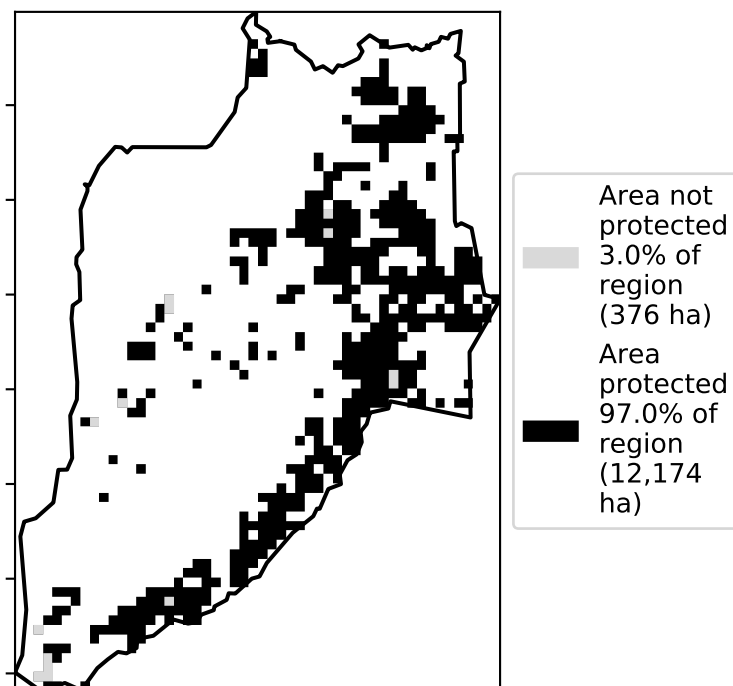 Area not
protected
3.0% of
region
(376 ha)
Area
protected
97.0% of
region
(12,174
ha)